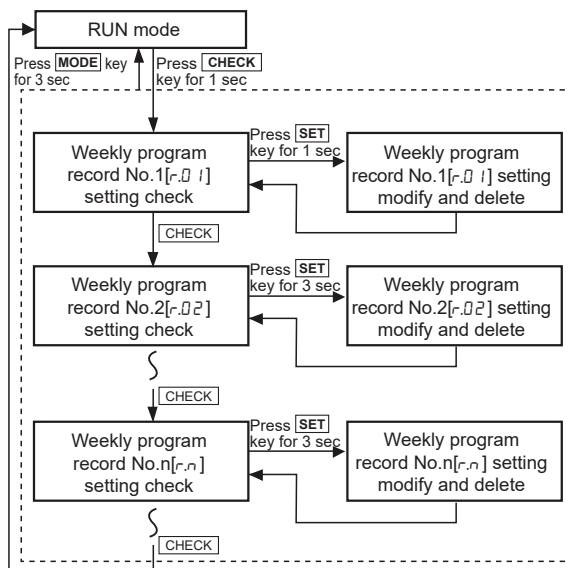 RUN mode
Press MODE key
for 3 sec
Press CHECK
key for 1 sec
Weekly program
record No.1[r.01]
setting check
Press SET
key for 1 sec
Weekly program
record No.1[r.01] setting
modify and delete
CHECK
Weekly program
record No.2[r.02]
setting check
Press SET
key for 3 sec
Weekly program
record No.2[r.02] setting
modify and delete
CHECK
Weekly program
record No.n[r.n]
setting check
Press SET
key for 3 sec
Weekly program
record No.n[r.n] setting
modify and delete
CHECK